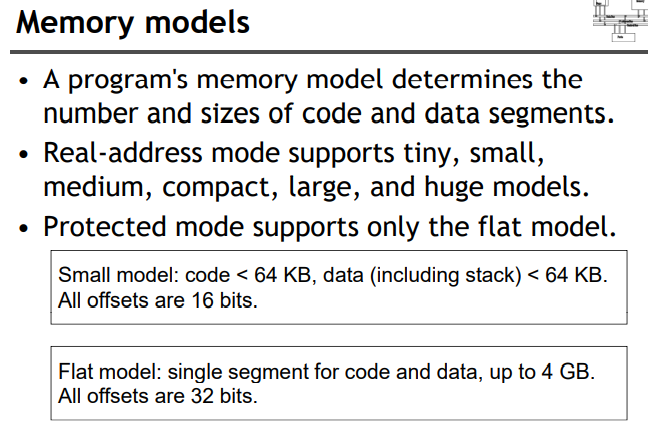 Memory models
• A program's memory model determines the
number and sizes of code and data segments.
• Real-address mode supports tiny, small,
medium, compact, large, and huge models.
• Protected mode supports only the flat model.
Small model: code < 64 KB, data (including stack) < 64 KB.
All offsets are 16 bits.
Flat model: single segment for code and data, up to 4 GB.
All offsets are 32 bits.